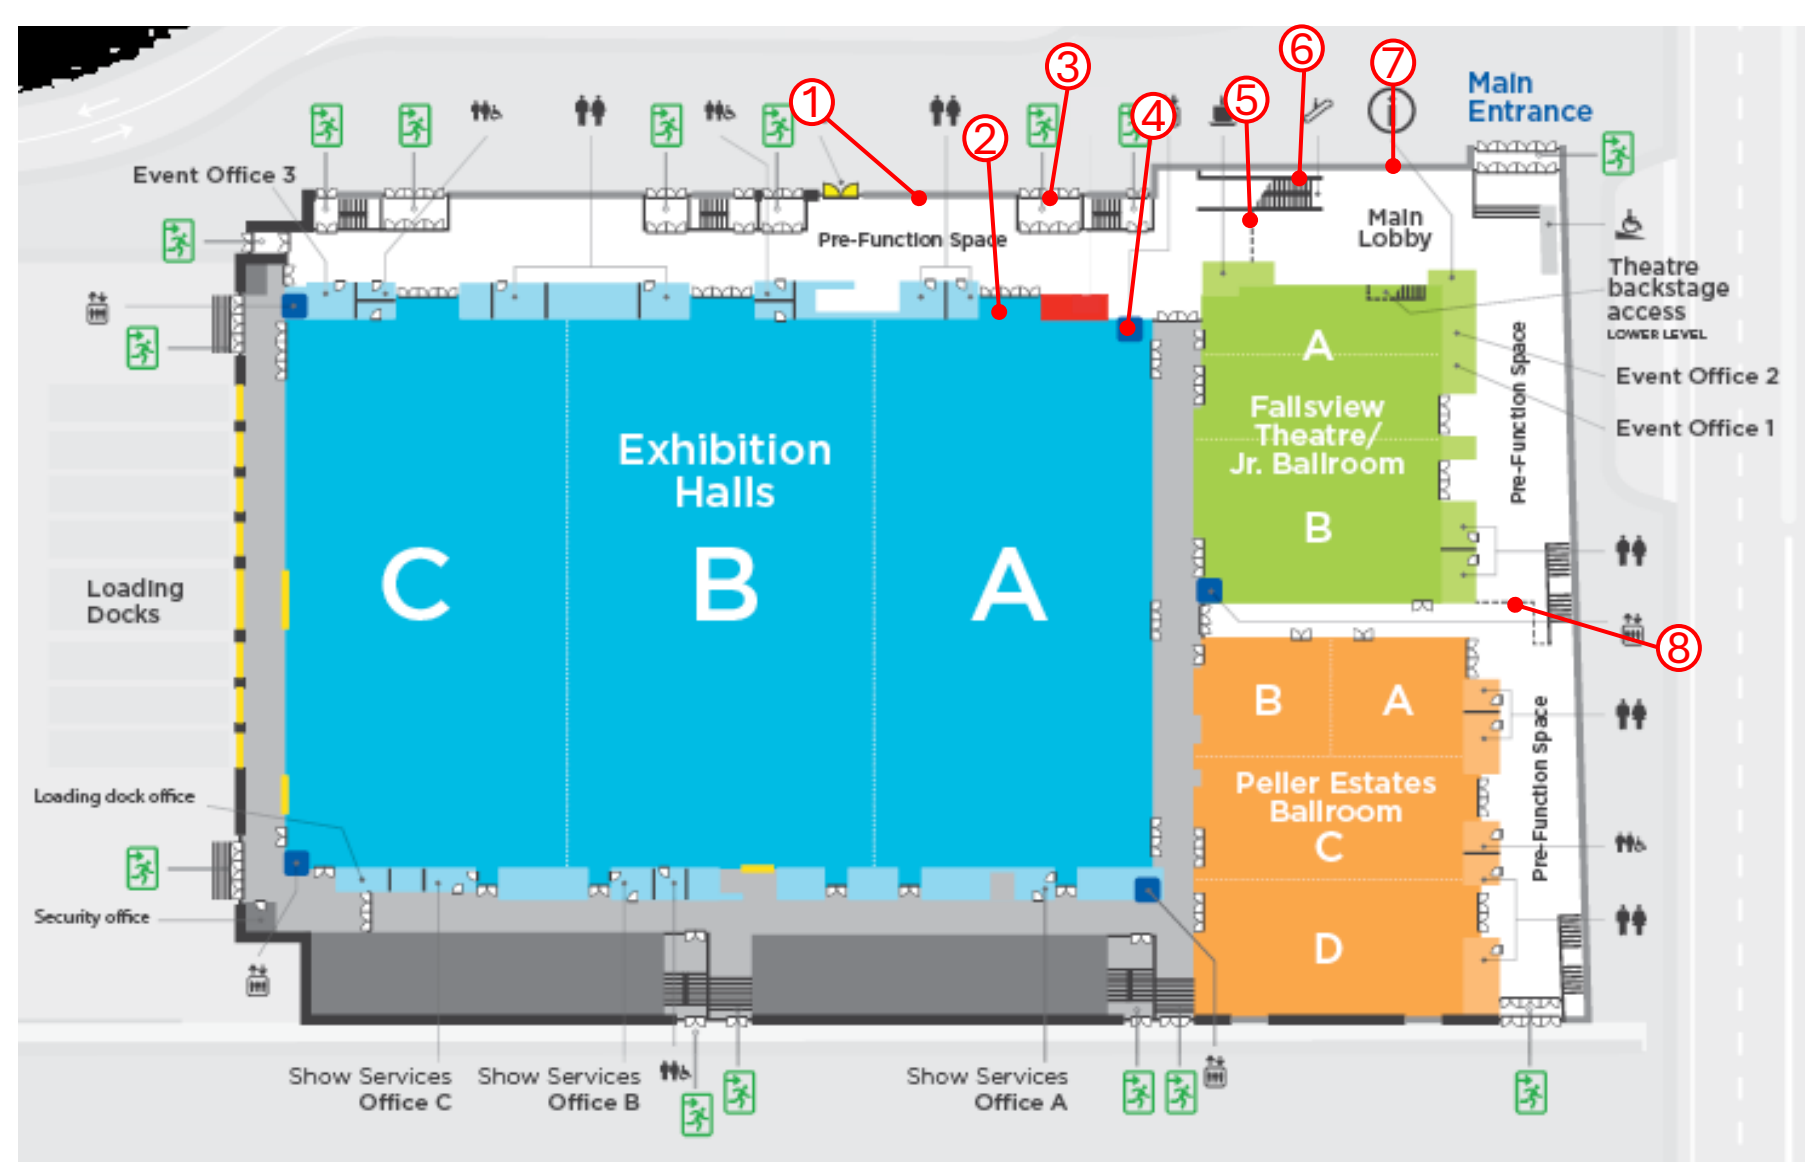 1
2
3
4
5
6
7
8
Main
Entrance
Event Office 3
Pre-Function Space
Main
Lobby
Theatre
backstage
access
LOWER LEVEL
Event Office 2
Event Office 1
Pre-Function Space
A
Fallsview
Theatre/
Jr. Ballroom
B
Exhibition
Halls
C
B
A
Loading
Docks
B
A
Peller Estates
Ballroom
C
D
Pre-Function Space
Loading dock office
Security office
Show Services
Office C
Show Services
Office B
Show Services
Office A